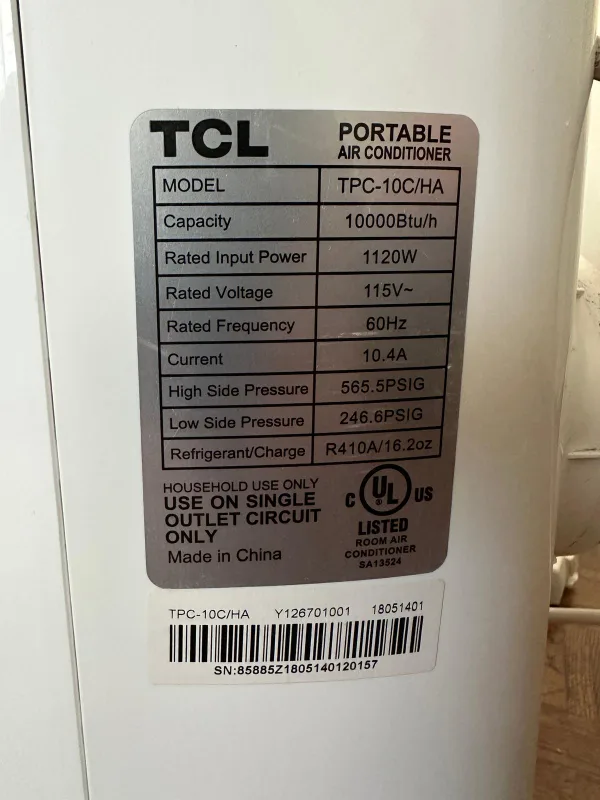 TCL PORTABLE
AIR CONDITIONER
MODEL TPC-10C/HA
Capacity 10000Btu/h
Rated Input Power 1120W
Rated Voltage 115V~
Rated Frequency 60Hz
Current 10.4A
High Side Pressure 565.5PSIG
Low Side Pressure 246.6PSIG
Refrigerant/Charge R410A/16.2oz
HOUSEHOLD USE ONLY
USE ON SINGLE
OUTLET CIRCUIT
ONLY
Made in China
C UL® US
LISTED
ROOM AIR
CONDITIONER
SA13524
TPC-10C/HA Y126701001 18051401
SN:85885Z1805140120157